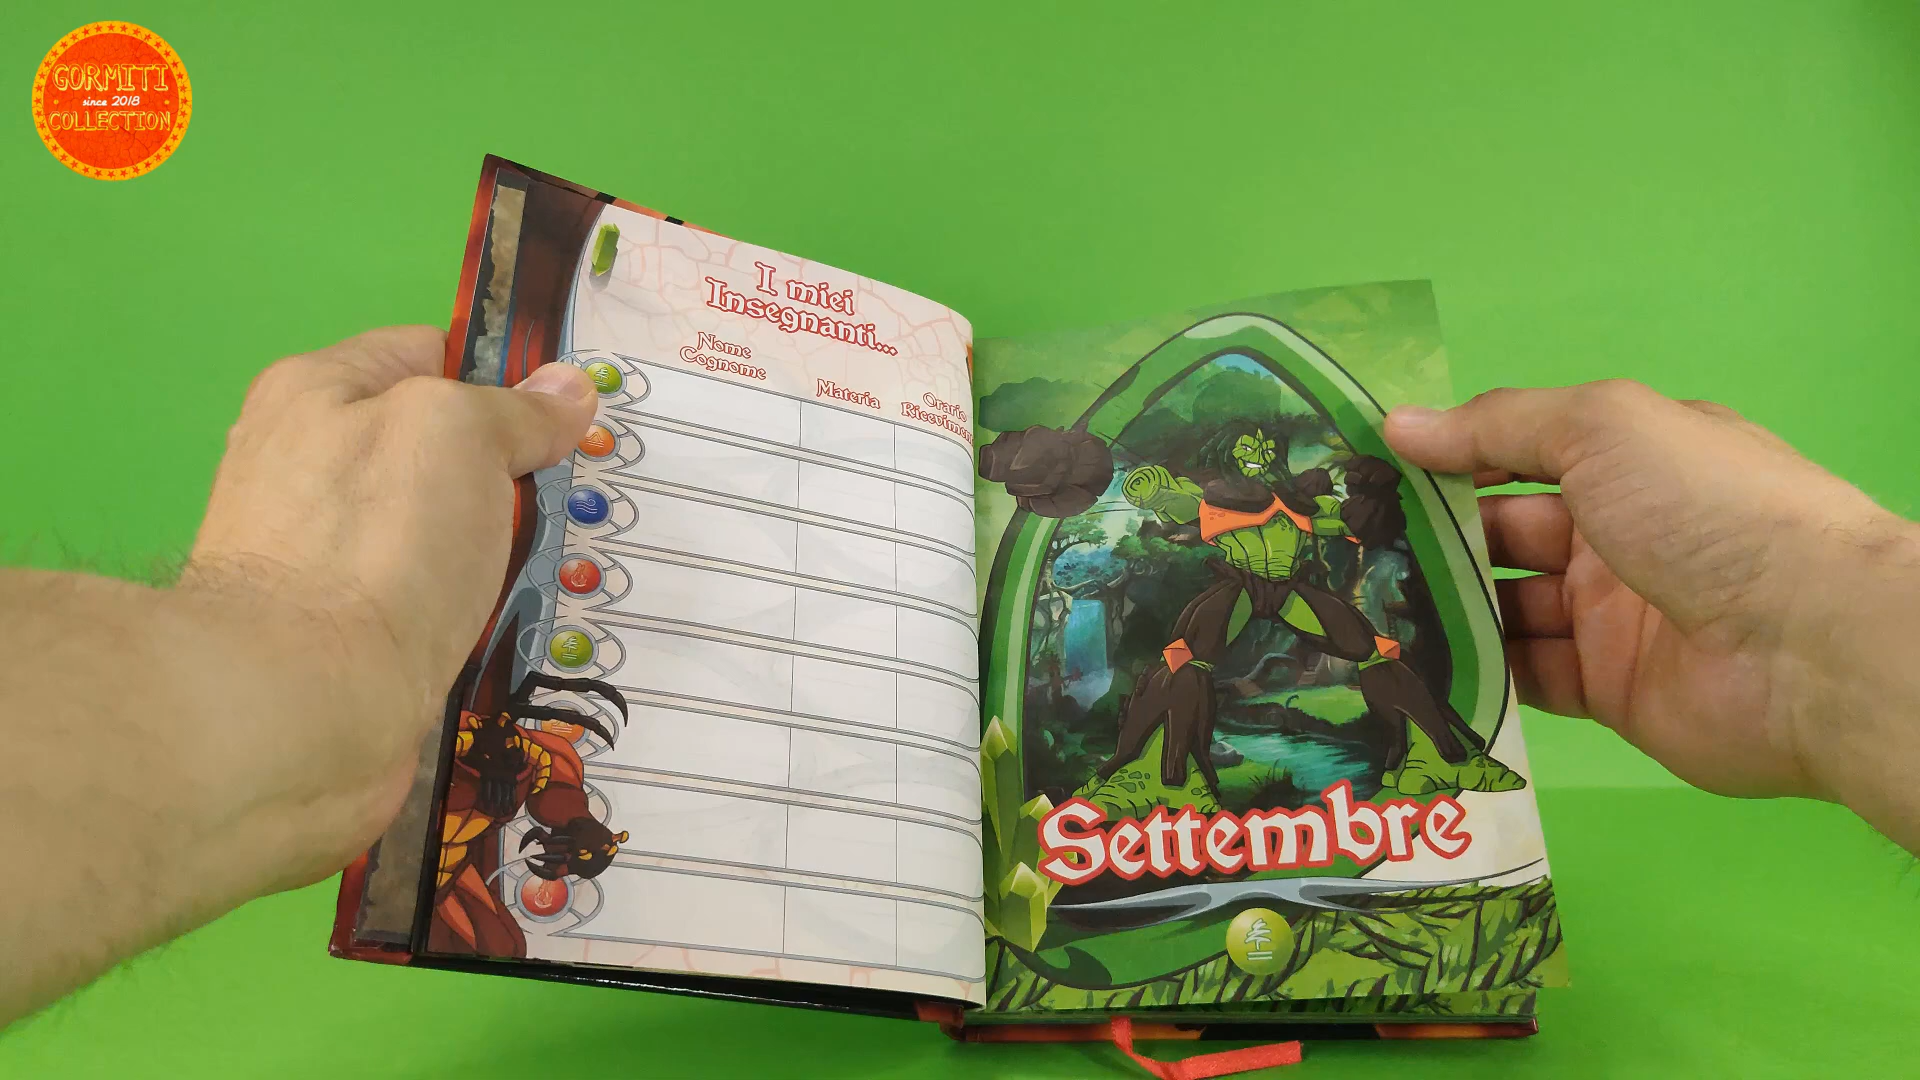 GORMITI
since 2018
COLLECTION
I miei
Insegnanti...
Nome
Cognome
Materia
Orario
Settembre